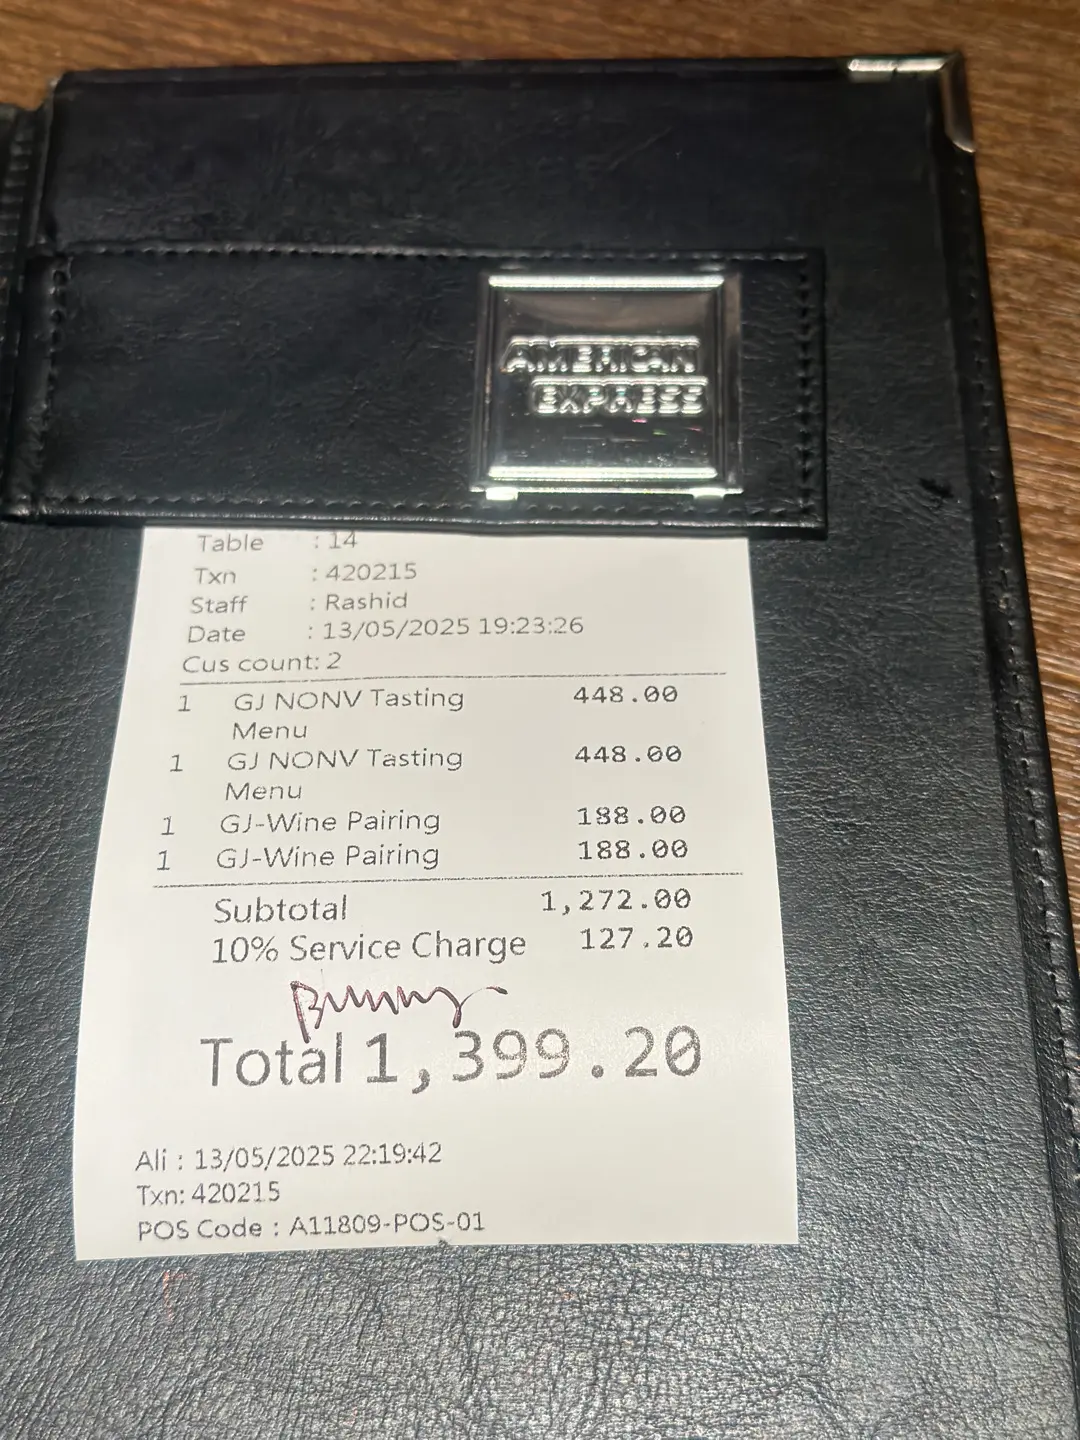 AMERICAN
EXPRESS
Table : 14
Txn : 420215
Staff : Rashid
Date : 13/05/2025 19:23:26
Cus count: 2
1 GJ NONV Tasting 448.00
Menu
1 GJ NONV Tasting 448.00
Menu
1 GJ-Wine Pairing 188.00
1 GJ-Wine Pairing 188.00
Subtotal 1,272.00
10% Service Charge 127.20
Total 1,399.20
Ali : 13/05/2025 22:19:42
Txn: 420215
POS Code : A11809-POS-01